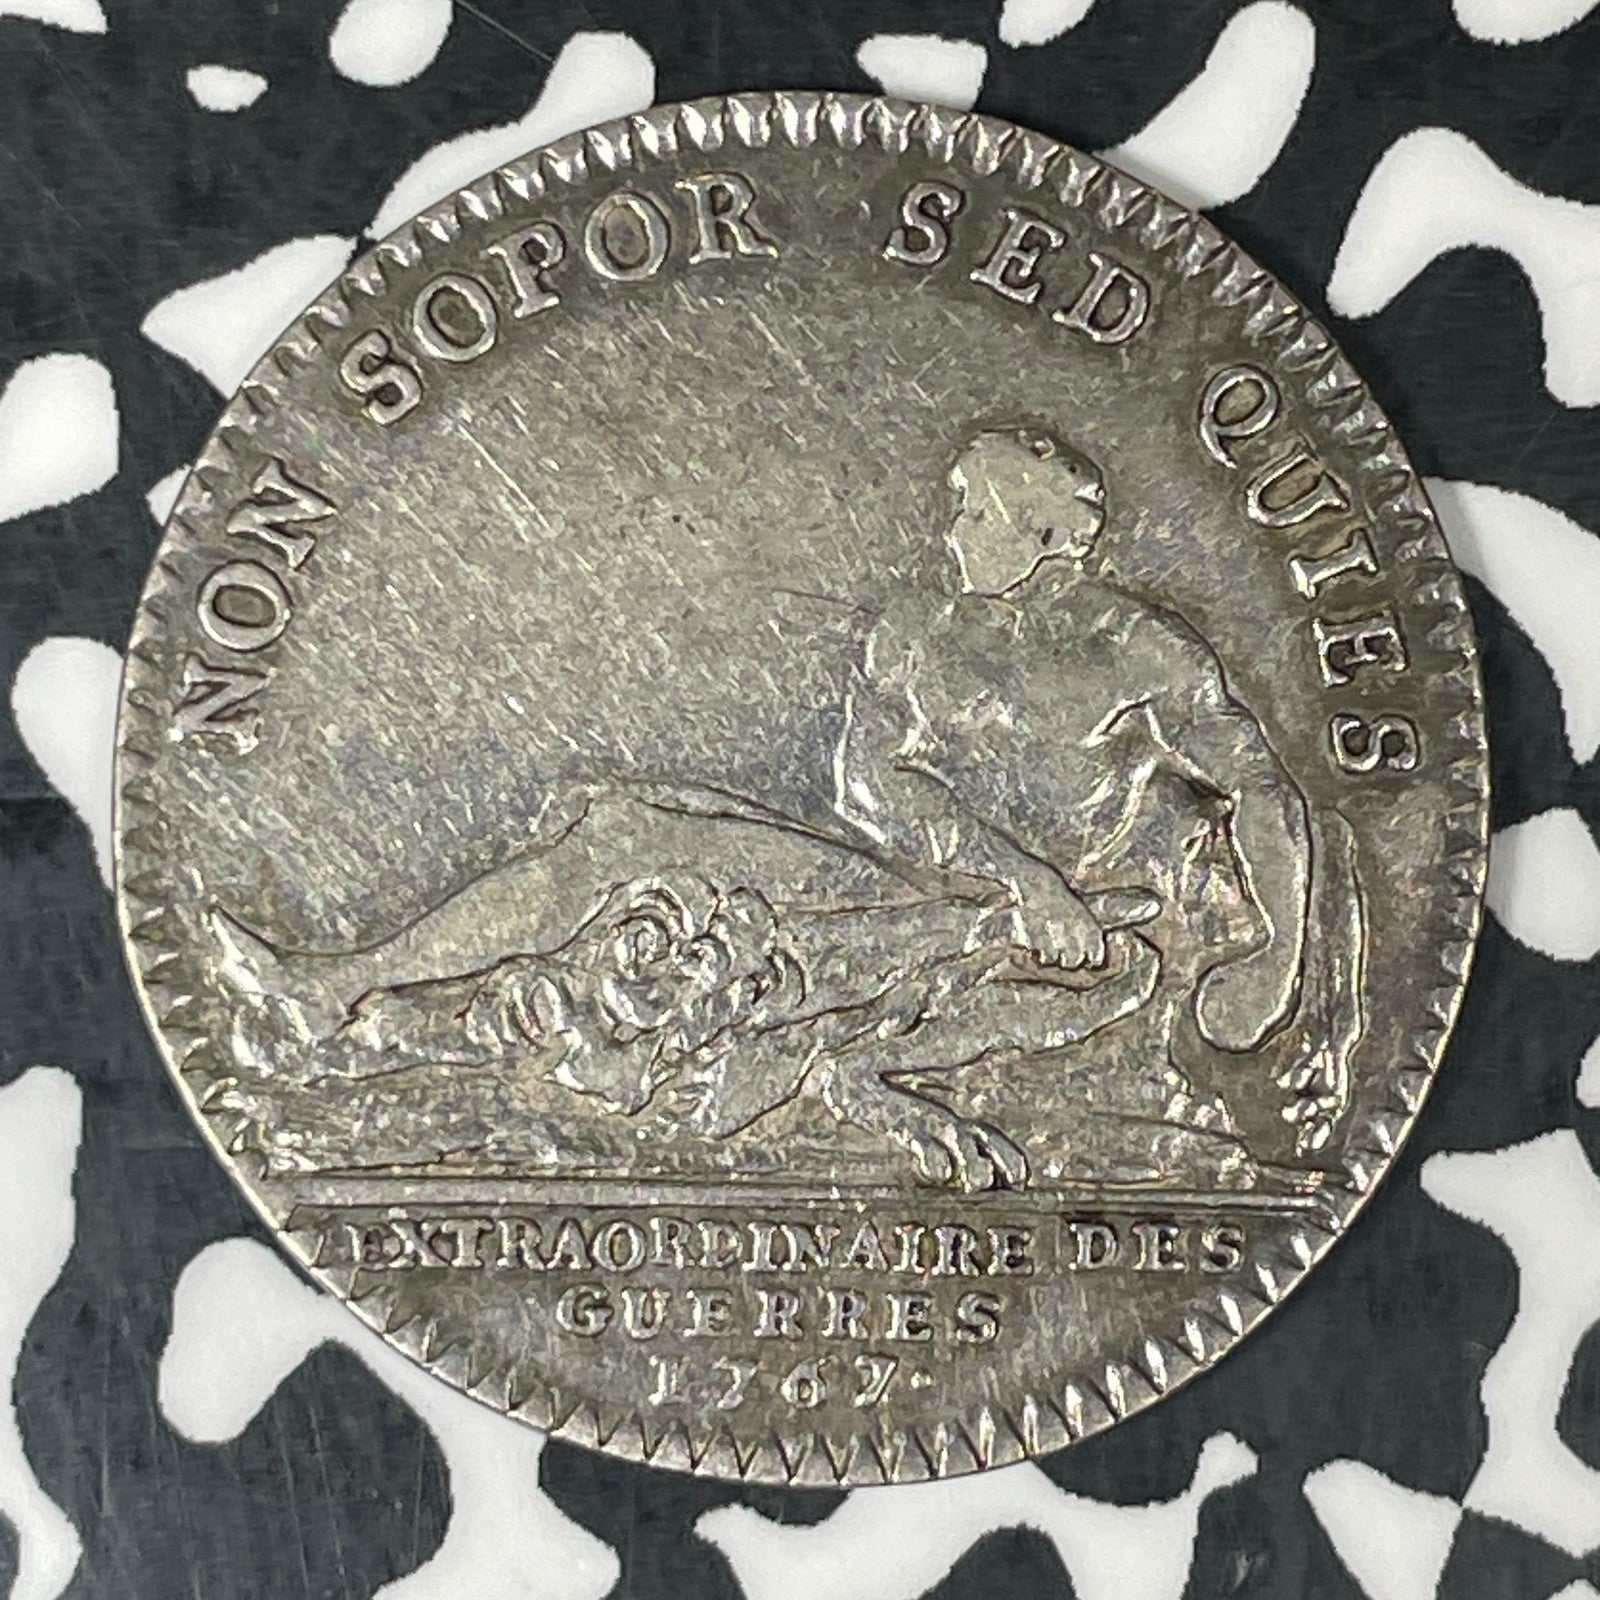 NON SOPOR SED QUIES
EXTRAORDINAIRE DES
GUERRES
1767·